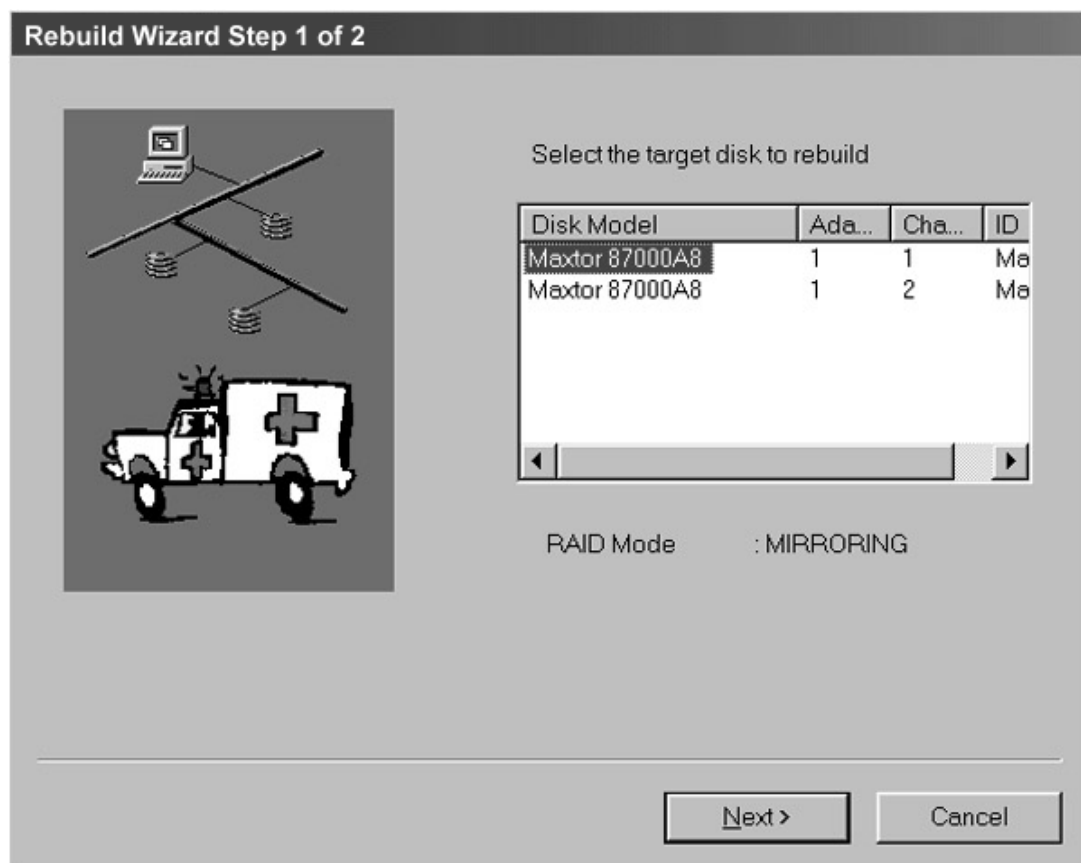 Rebuild Wizard Step 1 of 2
Select the target disk to rebuild
Disk Model Ada... Cha... ID
Maxtor 87000A8 1 1 Ma
Maxtor 87000A8 1 2 Ma
RAID Mode : MIRRORING
Next > Cancel